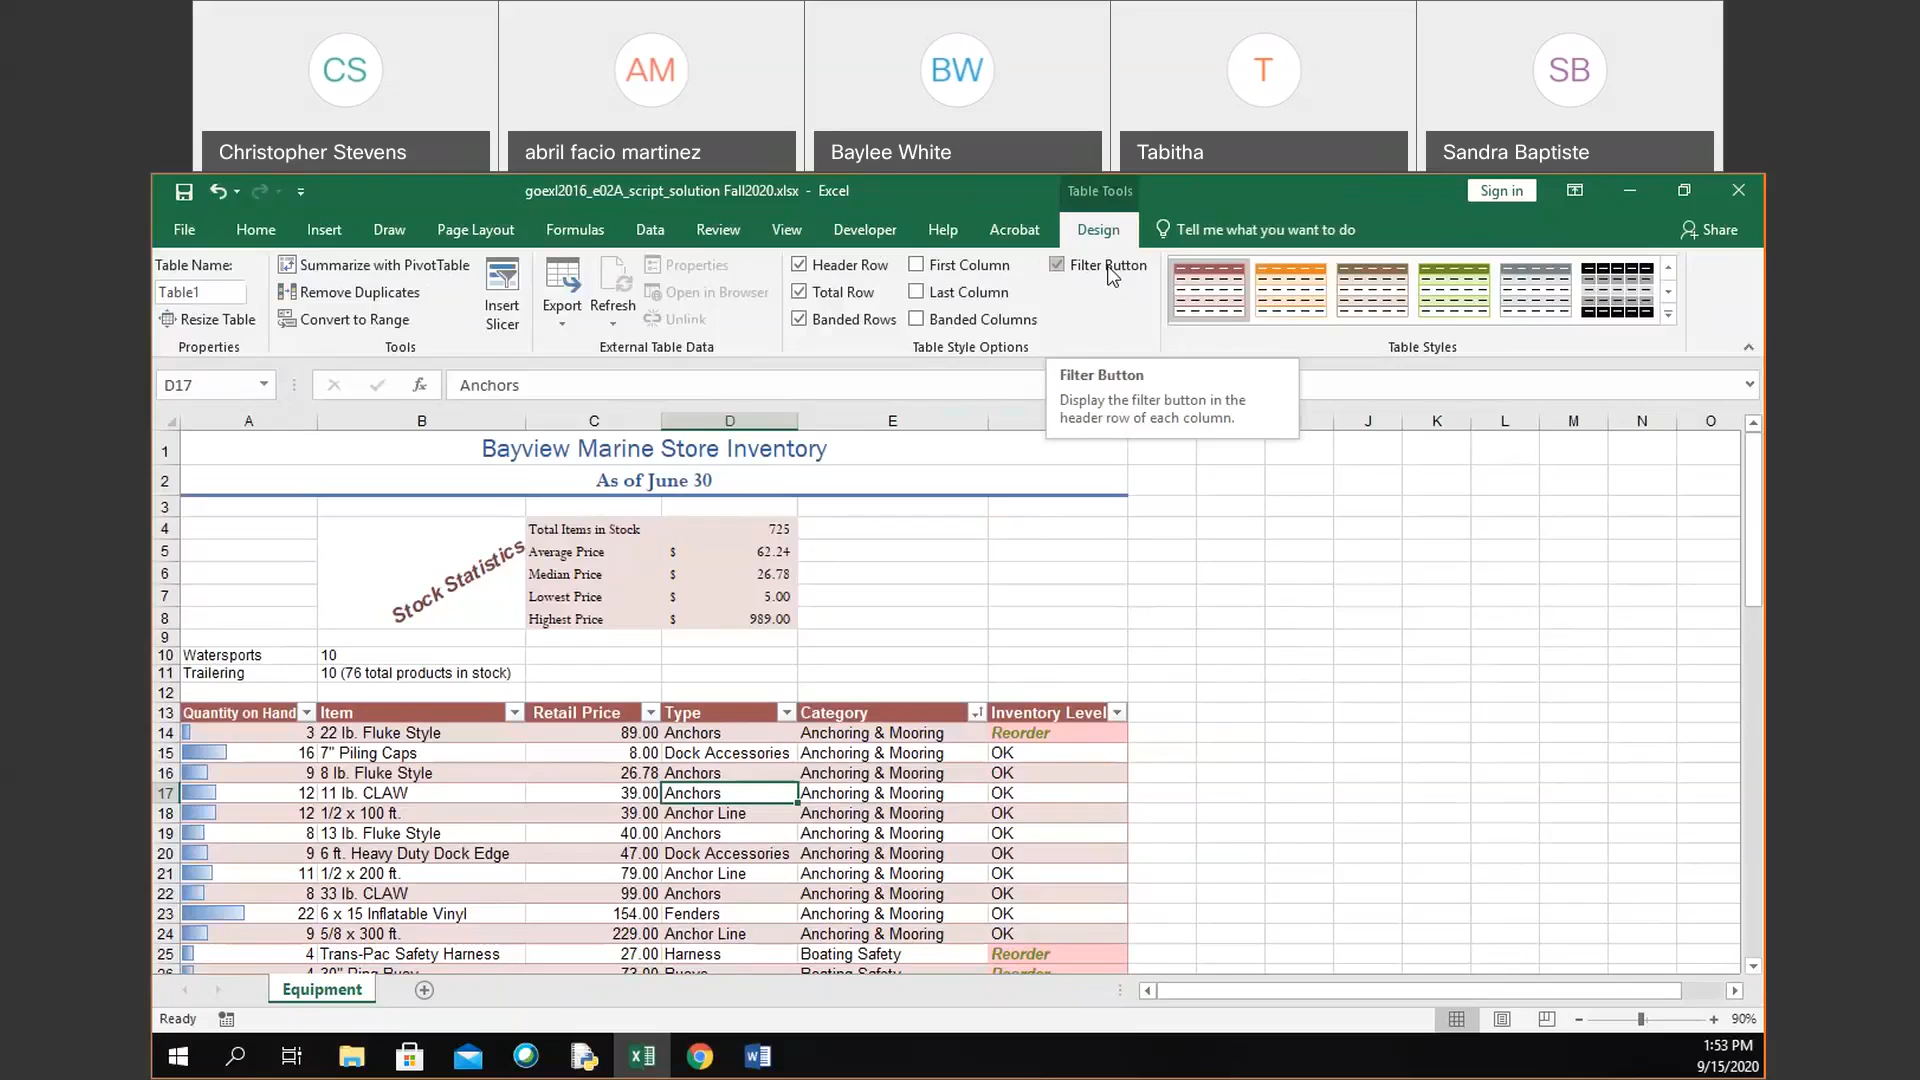 CS AM BW T SB
Christopher Stevens abril facio martinez Baylee White Tabitha Sandra Baptiste
goexl2016_e02A_script_solution Fall2020.xlsx - Excel Table Tools Sign in
File Home Insert Draw Page Layout Formulas Data Review View Developer Help Acrobat Design Tell me what you want to do Share
Table Name: Summarize with PivotTable Properties Header Row First Column Filter Button
Table1 Remove Duplicates Insert Slicer Export Refresh Open in Browser Total Row Last Column
Resize Table Convert to Range Unlink Banded Rows Banded Columns
Properties Tools External Table Data Table Style Options Table Styles
D17 fx Anchors
Filter Button
Display the filter button in the
header row of each column.
A B C D E J K L M N O
1 Bayview Marine Store Inventory
2 As of June 30
3
Stock Statistics
4 Total Items in Stock 725
5 Average Price $ 62.24
6 Median Price $ 26.78
7 Lowest Price $ 5.00
8 Highest Price $ 989.00
9
10 Watersports 10
11 Trailering 10 (76 total products in stock)
12
13 Quantity on Hand Item Retail Price Type Category Inventory Level
14 3 22 lb. Fluke Style 89.00 Anchors Anchoring & Mooring Reorder
15 16 7" Piling Caps 8.00 Dock Accessories Anchoring & Mooring OK
16 9 8 lb. Fluke Style 26.78 Anchors Anchoring & Mooring OK
17 12 11 lb. CLAW 39.00 Anchors Anchoring & Mooring OK
18 12 1/2 x 100 ft. 39.00 Anchor Line Anchoring & Mooring OK
19 8 13 lb. Fluke Style 40.00 Anchors Anchoring & Mooring OK
20 9 6 ft. Heavy Duty Dock Edge 47.00 Dock Accessories Anchoring & Mooring OK
21 11 1/2 x 200 ft. 79.00 Anchor Line Anchoring & Mooring OK
22 8 33 lb. CLAW 99.00 Anchors Anchoring & Mooring OK
23 22 6 x 15 Inflatable Vinyl 154.00 Fenders Anchoring & Mooring OK
24 9 5/8 x 300 ft. 229.00 Anchor Line Anchoring & Mooring OK
25 4 Trans-Pac Safety Harness 27.00 Harness Boating Safety Reorder
Equipment
Ready 90%
1:53 PM
9/15/2020